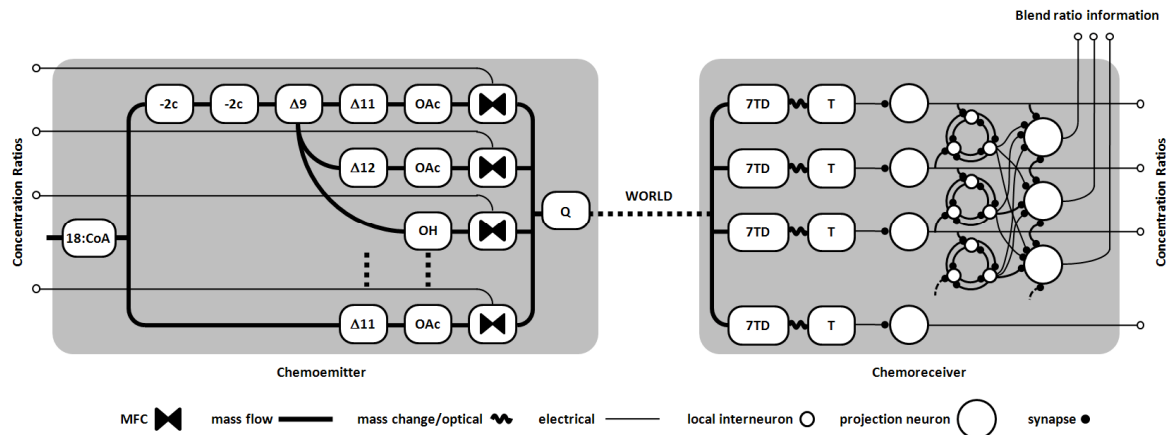 Blend ratio information
Concentration Ratios
-2c
-2c
Δ9
Δ11
OAc
Δ12
OAc
18:CoA
OH
Δ11
OAc
Q
WORLD
7TD
T
7TD
T
7TD
T
7TD
T
Concentration Ratios
Chemoemitter
Chemoreceiver
MFC
mass flow
mass change/optical
electrical
local interneuron
projection neuron
synapse